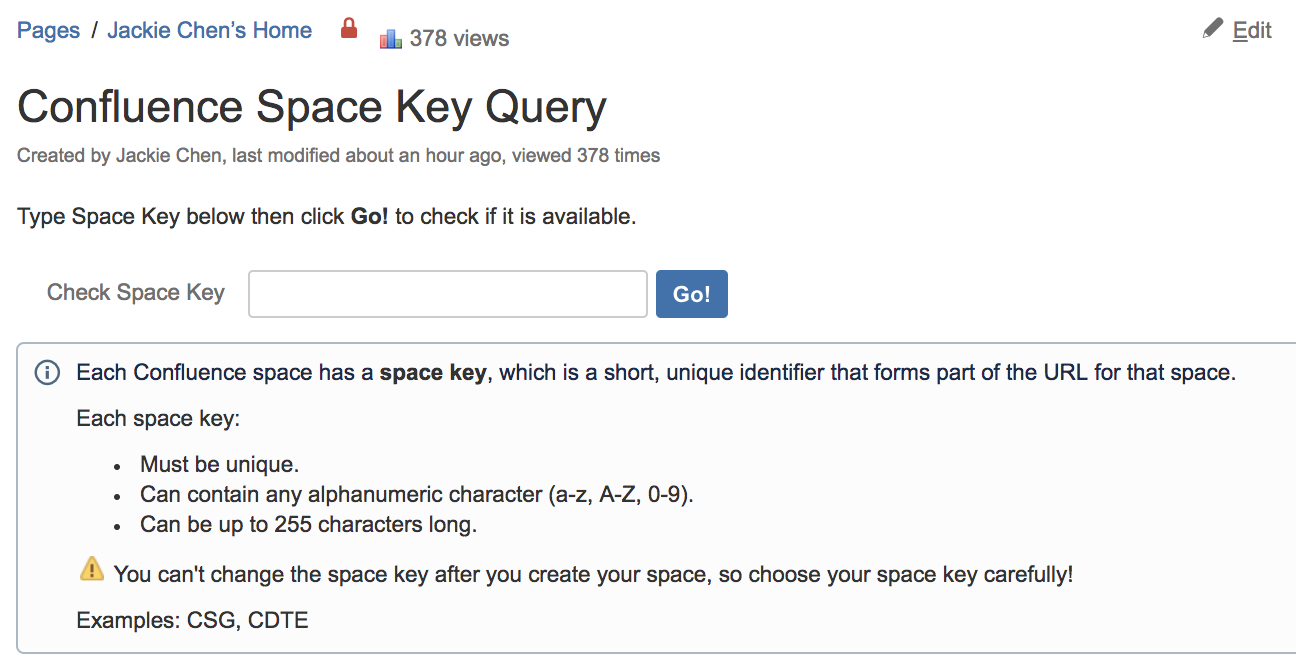 Pages / Jackie Chen’s Home 378 views Edit
Confluence Space Key Query
Created by Jackie Chen, last modified about an hour ago, viewed 378 times
Type Space Key below then click Go! to check if it is available.
Check Space Key Go!
Each Confluence space has a space key, which is a short, unique identifier that forms part of the URL for that space.
Each space key:
• Must be unique.
• Can contain any alphanumeric character (a-z, A-Z, 0-9).
• Can be up to 255 characters long.
You can't change the space key after you create your space, so choose your space key carefully!
Examples: CSG, CDTE